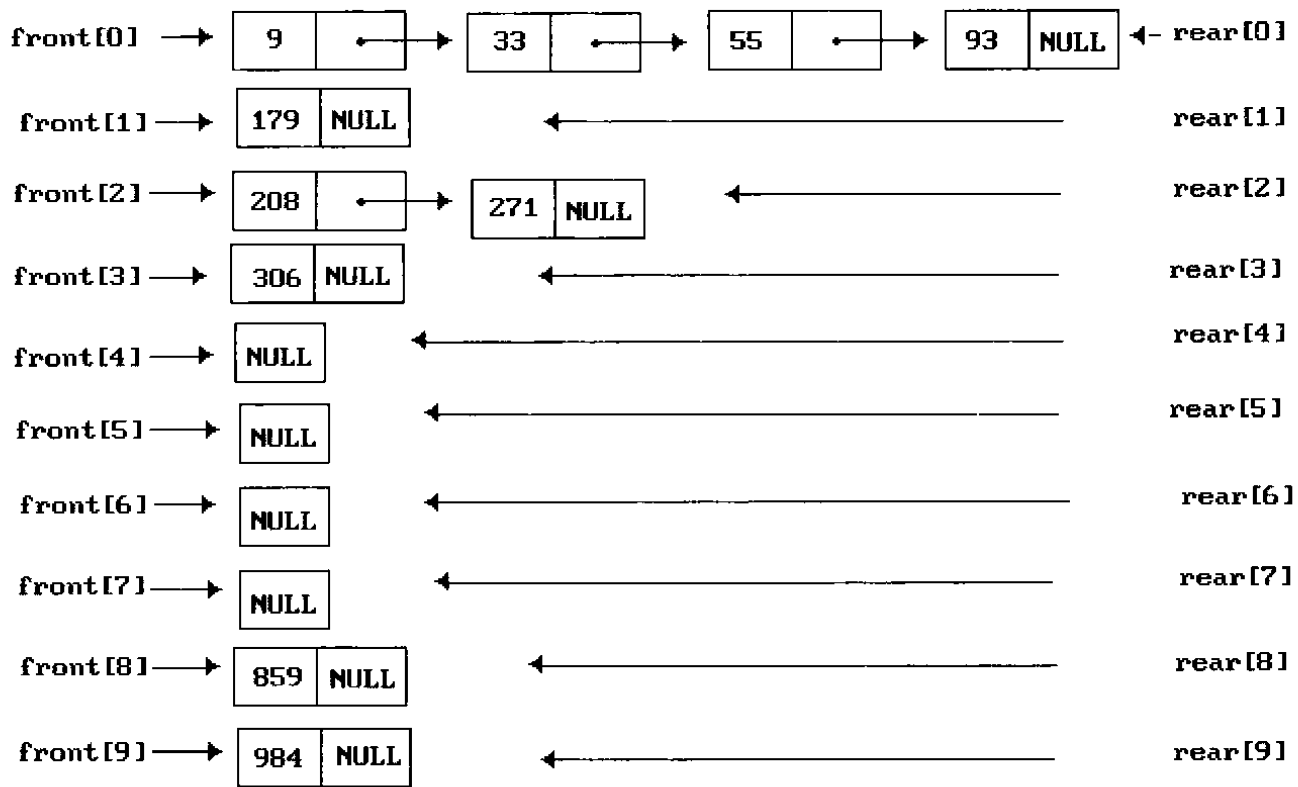 front[0] 9 33 55 93 NULL rear[0]
front[1] 179 NULL rear[1]
front[2] 208 271 NULL rear[2]
front[3] 306 NULL rear[3]
front[4] NULL rear[4]
front[5] NULL rear[5]
front[6] NULL rear[6]
front[7] NULL rear[7]
front[8] 859 NULL rear[8]
front[9] 984 NULL rear[9]